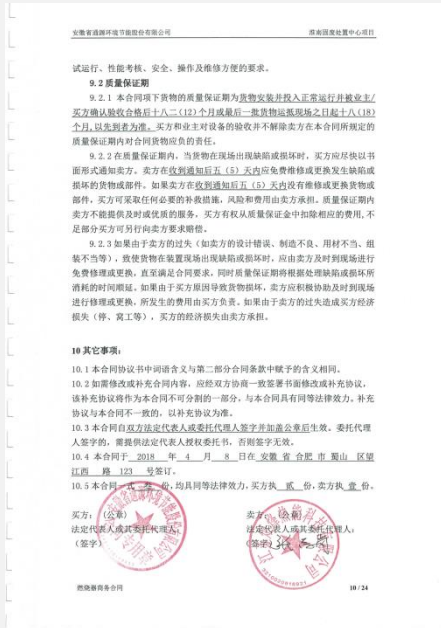 安徽省通源环境节能股份有限公司 淮南固废处置中心项目
试运行、性能考核、安全、操作及维修方便的要求。
9.2 质量保证期
9.2.1 本合同项下货物的质量保证期为货物安装并投入正常运行并被业主/
买方确认验收合格后十八二（12）个月或最后一批货物运抵现场之日起十八（18）
个月,以先到者为准。买方和业主对设备的验收并不解除卖方在本合同所规定的
质量保证期内对合同货物应负的责任。
9.2.2 在质量保证期内，当货物在现场出现缺陷或损坏时，买方应尽快以书
面形式通知卖方。卖方在收到通知后五（5）天内应免费维修或更换发生缺陷或
损坏的货物或部件，如果卖方在收到通知后五（5）天内没有维修或更换货物或
部件，买方可采取任何必要的补救措施，风险和费用由卖方承担。质量保证期内
卖方不能提供及时或优质的服务，买方有权从质量保证金中扣除相应的费用,不
足部分买方可另行向卖方要求赔偿。
9.2.3 如果由于卖方的过失（如卖方的设计错误、制造不良、用材不当、组
装不当等），致使货物在装置现场出现缺陷或损坏时，应由卖方及时到现场进行
免费修理或更换，直至满足合同要求，同时质量保证期将根据处理缺陷或损坏所
消耗的时间顺延。如果由于买方原因导致货物损坏，卖方应积极协助及时到现场
进行修理或更换，所发生的费用由买方负责。如果由于卖方的过失造成买方经济
损失（停、窝工等），买方的经济损失由卖方承担。
10 其它事项：
10.1 本合同协议书中词语含义与第二部分合同条款中赋予的含义相同。
10.2 如需修改或补充合同内容，应经双方协商一致签署书面修改或补充协议，
该补充协议将作为本合同不可分割的一部分，与本合同具有同等法律效力。补充
协议与本合同不一致的，以补充协议为准。
10.3 本合同自双方法定代表人或委托代理人签字并加盖公章后生效。委托代理
人签字的，需提供法定代表人授权委托书，否则签字无效。
10.4 本合同于 2018 年 4 月 8 日在 安徽 省 合肥 市 蜀山 区望
江西 路 123 号签订。
10.5 本合同一式 叁 份,均具同等法律效力，买方执 贰 份，卖方执 壹 份。
买方：（公章） 卖方：（公章）
法定代表人或其委托代理人： 法定代表人或其委托代理人：
（签字） （签字）
燃烧器商务合同 10 / 24